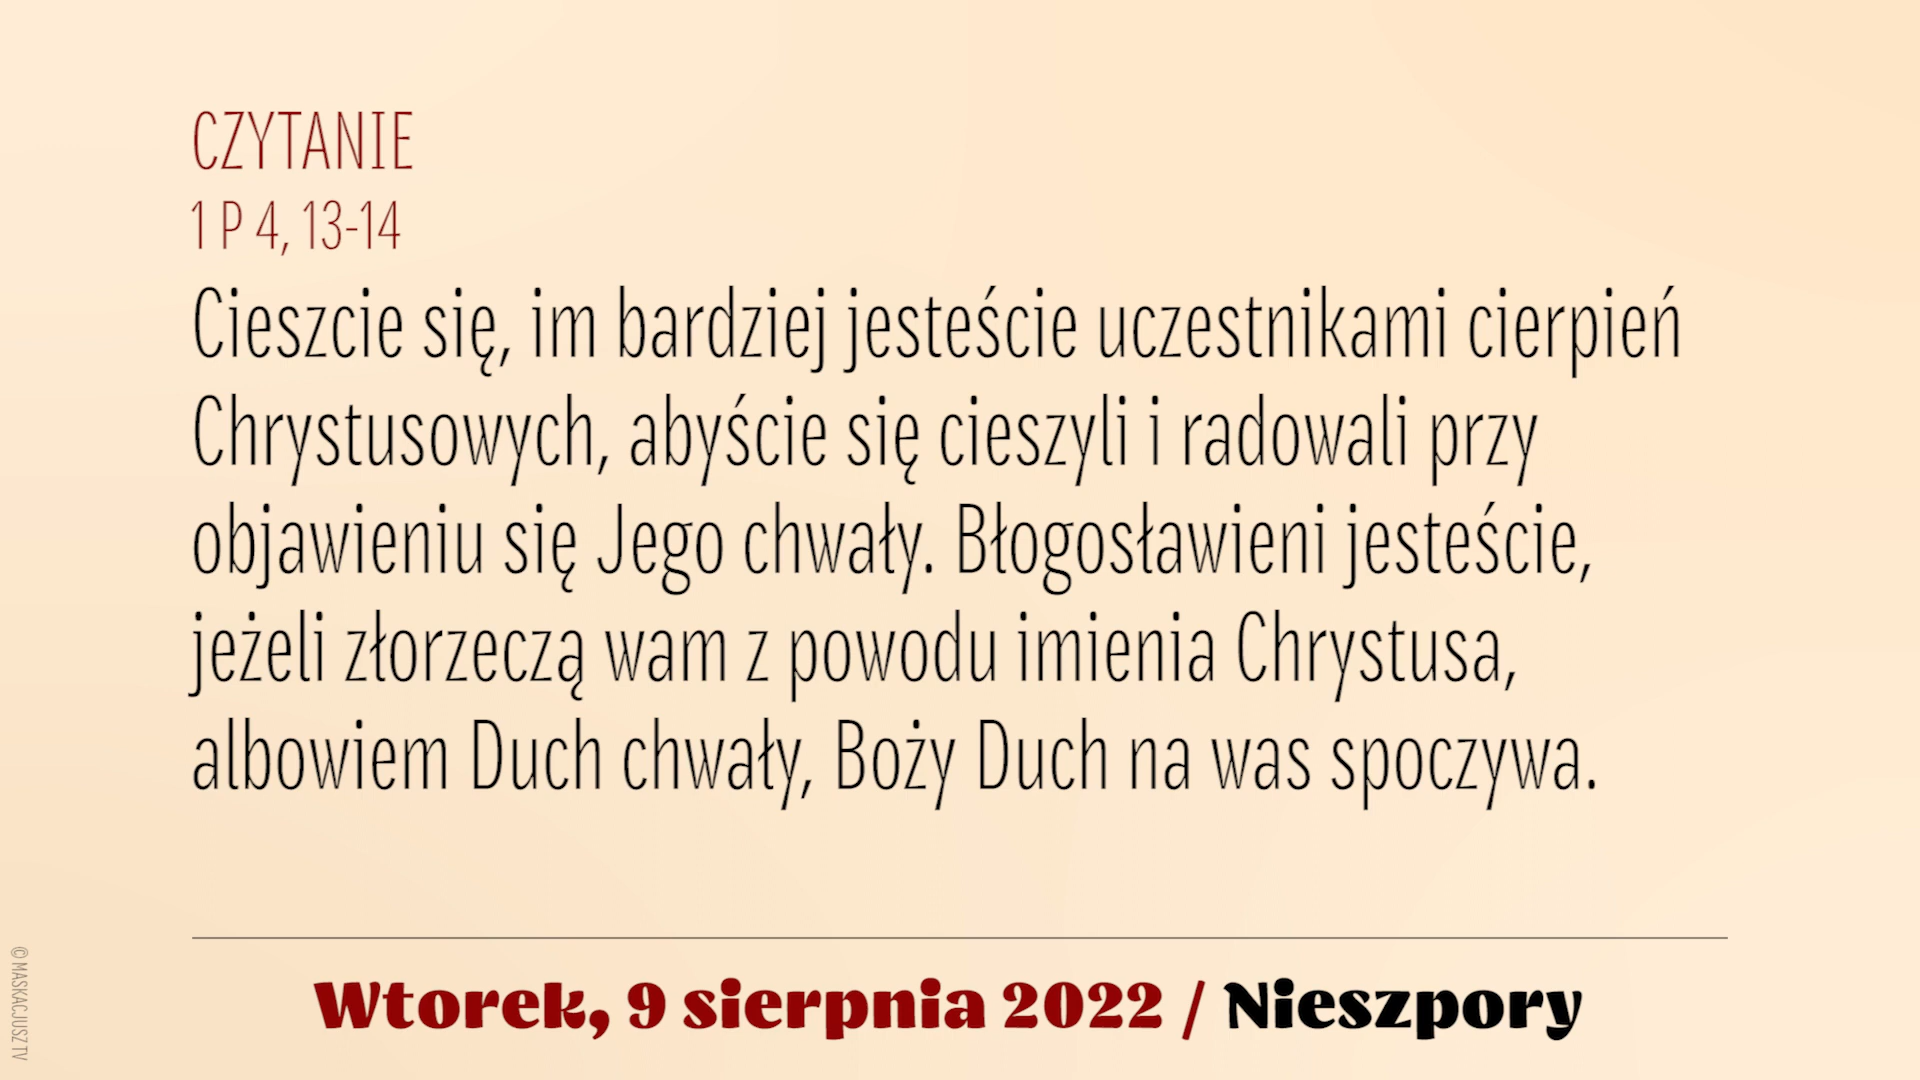 CZYTANIE
1 P 4, 13-14
Cieszcie się, im bardziej jesteście uczestnikami cierpień
Chrystusowych, abyście się cieszyli i radowali przy
objawieniu się Jego chwały. Błogosławieni jesteście,
jeżeli złorzeczą wam z powodu imienia Chrystusa,
albowiem Duch chwały, Boży Duch na was spoczywa.
Wtorek, 9 sierpnia 2022 / Nieszpory
© MASKACJUSZ TV